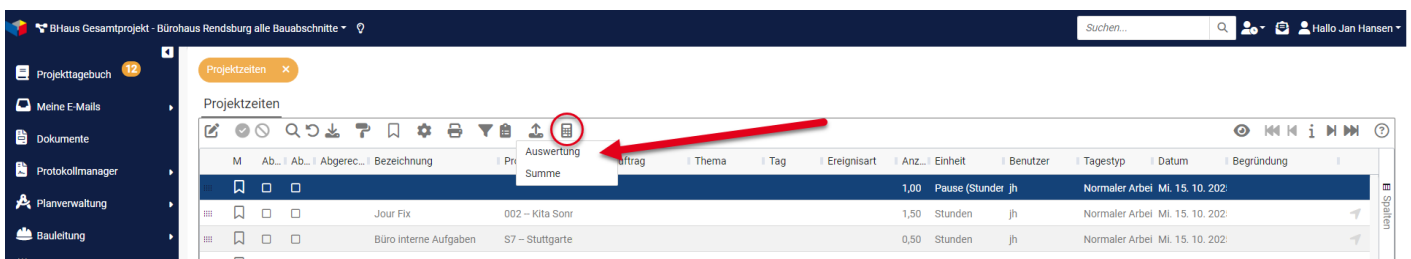 BHaus Gesamtprojekt - Bürohaus Rendsburg alle Bauabschnitte
Suchen...
Hallo Jan Hansen
Projekttagebuch 12
Meine E-Mails
Dokumente
Protokollmanager
Planverwaltung
Bauleitung
Projektzeiten ×
Projektzeiten
Auswertung
Summe
M Ab... Ab... Abgerec... Bezeichnung Pro uftrag Thema Tag Ereignisart Anz... Einheit Benutzer Tagestyp Datum Begründung
1,00 Pause (Stunder jh Normaler Arbei Mi. 15. 10. 202
Jour Fix 002 -- Kita Sonr 1,50 Stunden jh Normaler Arbei Mi. 15. 10. 202
Büro interne Aufgaben S7 -- Stuttgarte 0,50 Stunden jh Normaler Arbei Mi. 15. 10. 202
Spalten